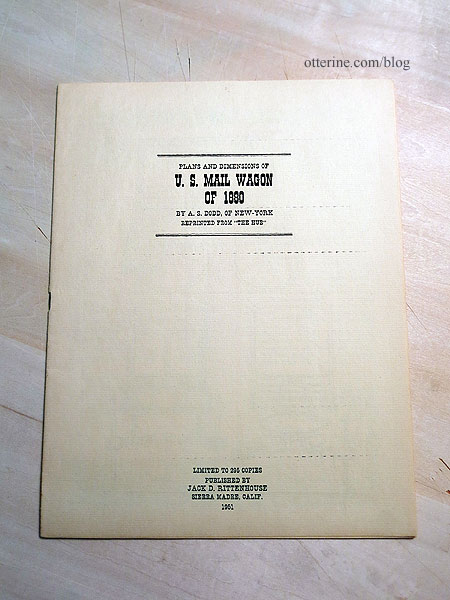 otterine.com/blog
PLANS AND DIMENSIONS OF
U. S. MAIL WAGON
OF 1880
BY A. S. DODD, OF NEW-YORK
REPRINTED FROM "THE HUB"
LIMITED TO 295 COPIES
PUBLISHED BY
JACK D. RITTENHOUSE
SIERRA MADRE, CALIF.
1951